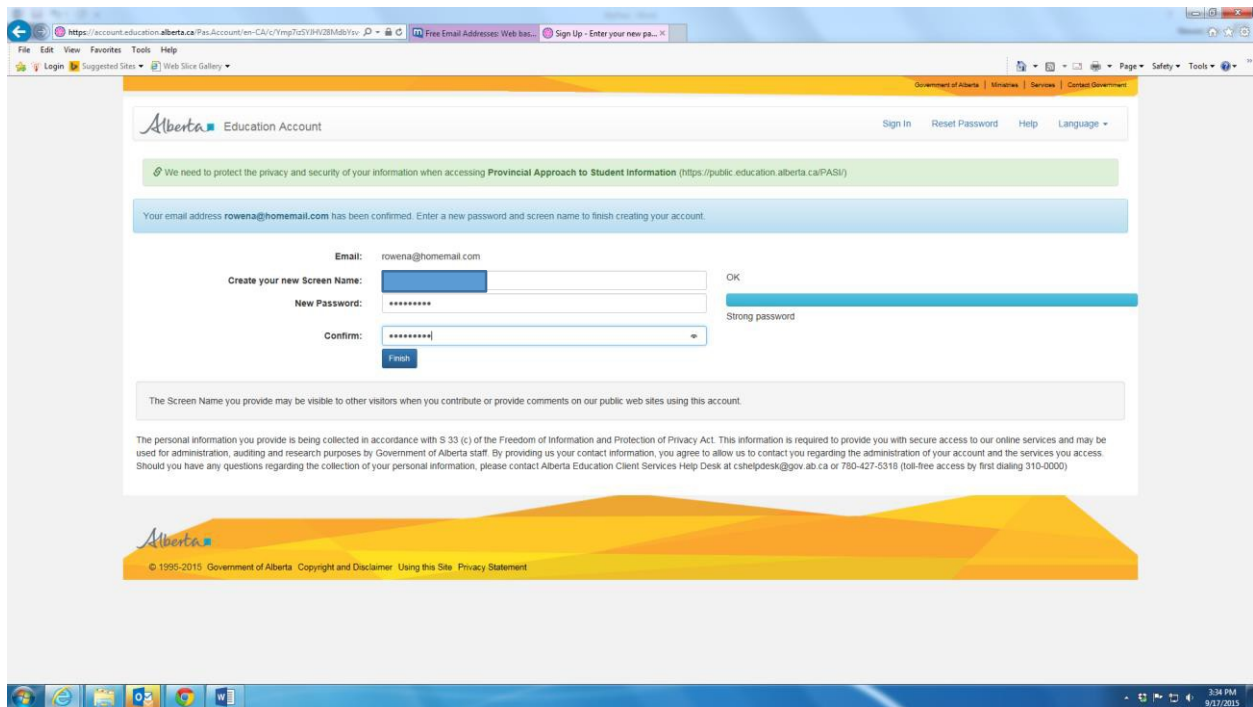 https://account.education.alberta.ca/Pas.Account/en-CA/c/Ymp7izSYJHV28MdbYsv
Free Email Addresses: Web bas...
Sign Up - Enter your new pa...
File Edit View Favorites Tools Help
Login Suggested Sites Web Slice Gallery
Page Safety Tools
Government of Alberta | Ministries | Services | Contact Government
Alberta Education Account
Sign In Reset Password Help Language
We need to protect the privacy and security of your information when accessing Provincial Approach to Student Information (https://public.education.alberta.ca/PASI/)
Your email address rowena@homemail.com has been confirmed. Enter a new password and screen name to finish creating your account.
Email: rowena@homemail.com
Create your new Screen Name: OK
New Password: •••••••••
Strong password
Confirm: •••••••••
Finish
The Screen Name you provide may be visible to other visitors when you contribute or provide comments on our public web sites using this account.
The personal information you provide is being collected in accordance with S 33 (c) of the Freedom of Information and Protection of Privacy Act. This information is required to provide you with secure access to our online services and may be
used for administration, auditing and research purposes by Government of Alberta staff. By providing us your contact information, you agree to allow us to contact you regarding the administration of your account and the services you access.
Should you have any questions regarding the collection of your personal information, please contact Alberta Education Client Services Help Desk at cshelpdesk@gov.ab.ca or 780-427-5318 (toll-free access by first dialing 310-0000)
Alberta
© 1995-2015 Government of Alberta Copyright and Disclaimer Using this Site Privacy Statement
3:34 PM
9/17/2015